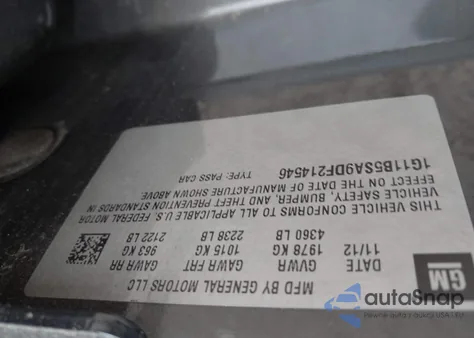 GM
MFD BY GENERAL MOTORS LLC
DATE GVWR GAWR FRT GAWR RR
11/12 1978 KG 1015 KG 963 KG
4360 LB 2238 LB 2122 LB
THIS VEHICLE CONFORMS TO ALL APPLICABLE U.S. FEDERAL MOTOR
VEHICLE SAFETY, BUMPER, AND THEFT PREVENTION STANDARDS IN
EFFECT ON THE DATE OF MANUFACTURE SHOWN ABOVE.
1G11B5SA9DF214546 TYPE: PASS CAR
autaSnap